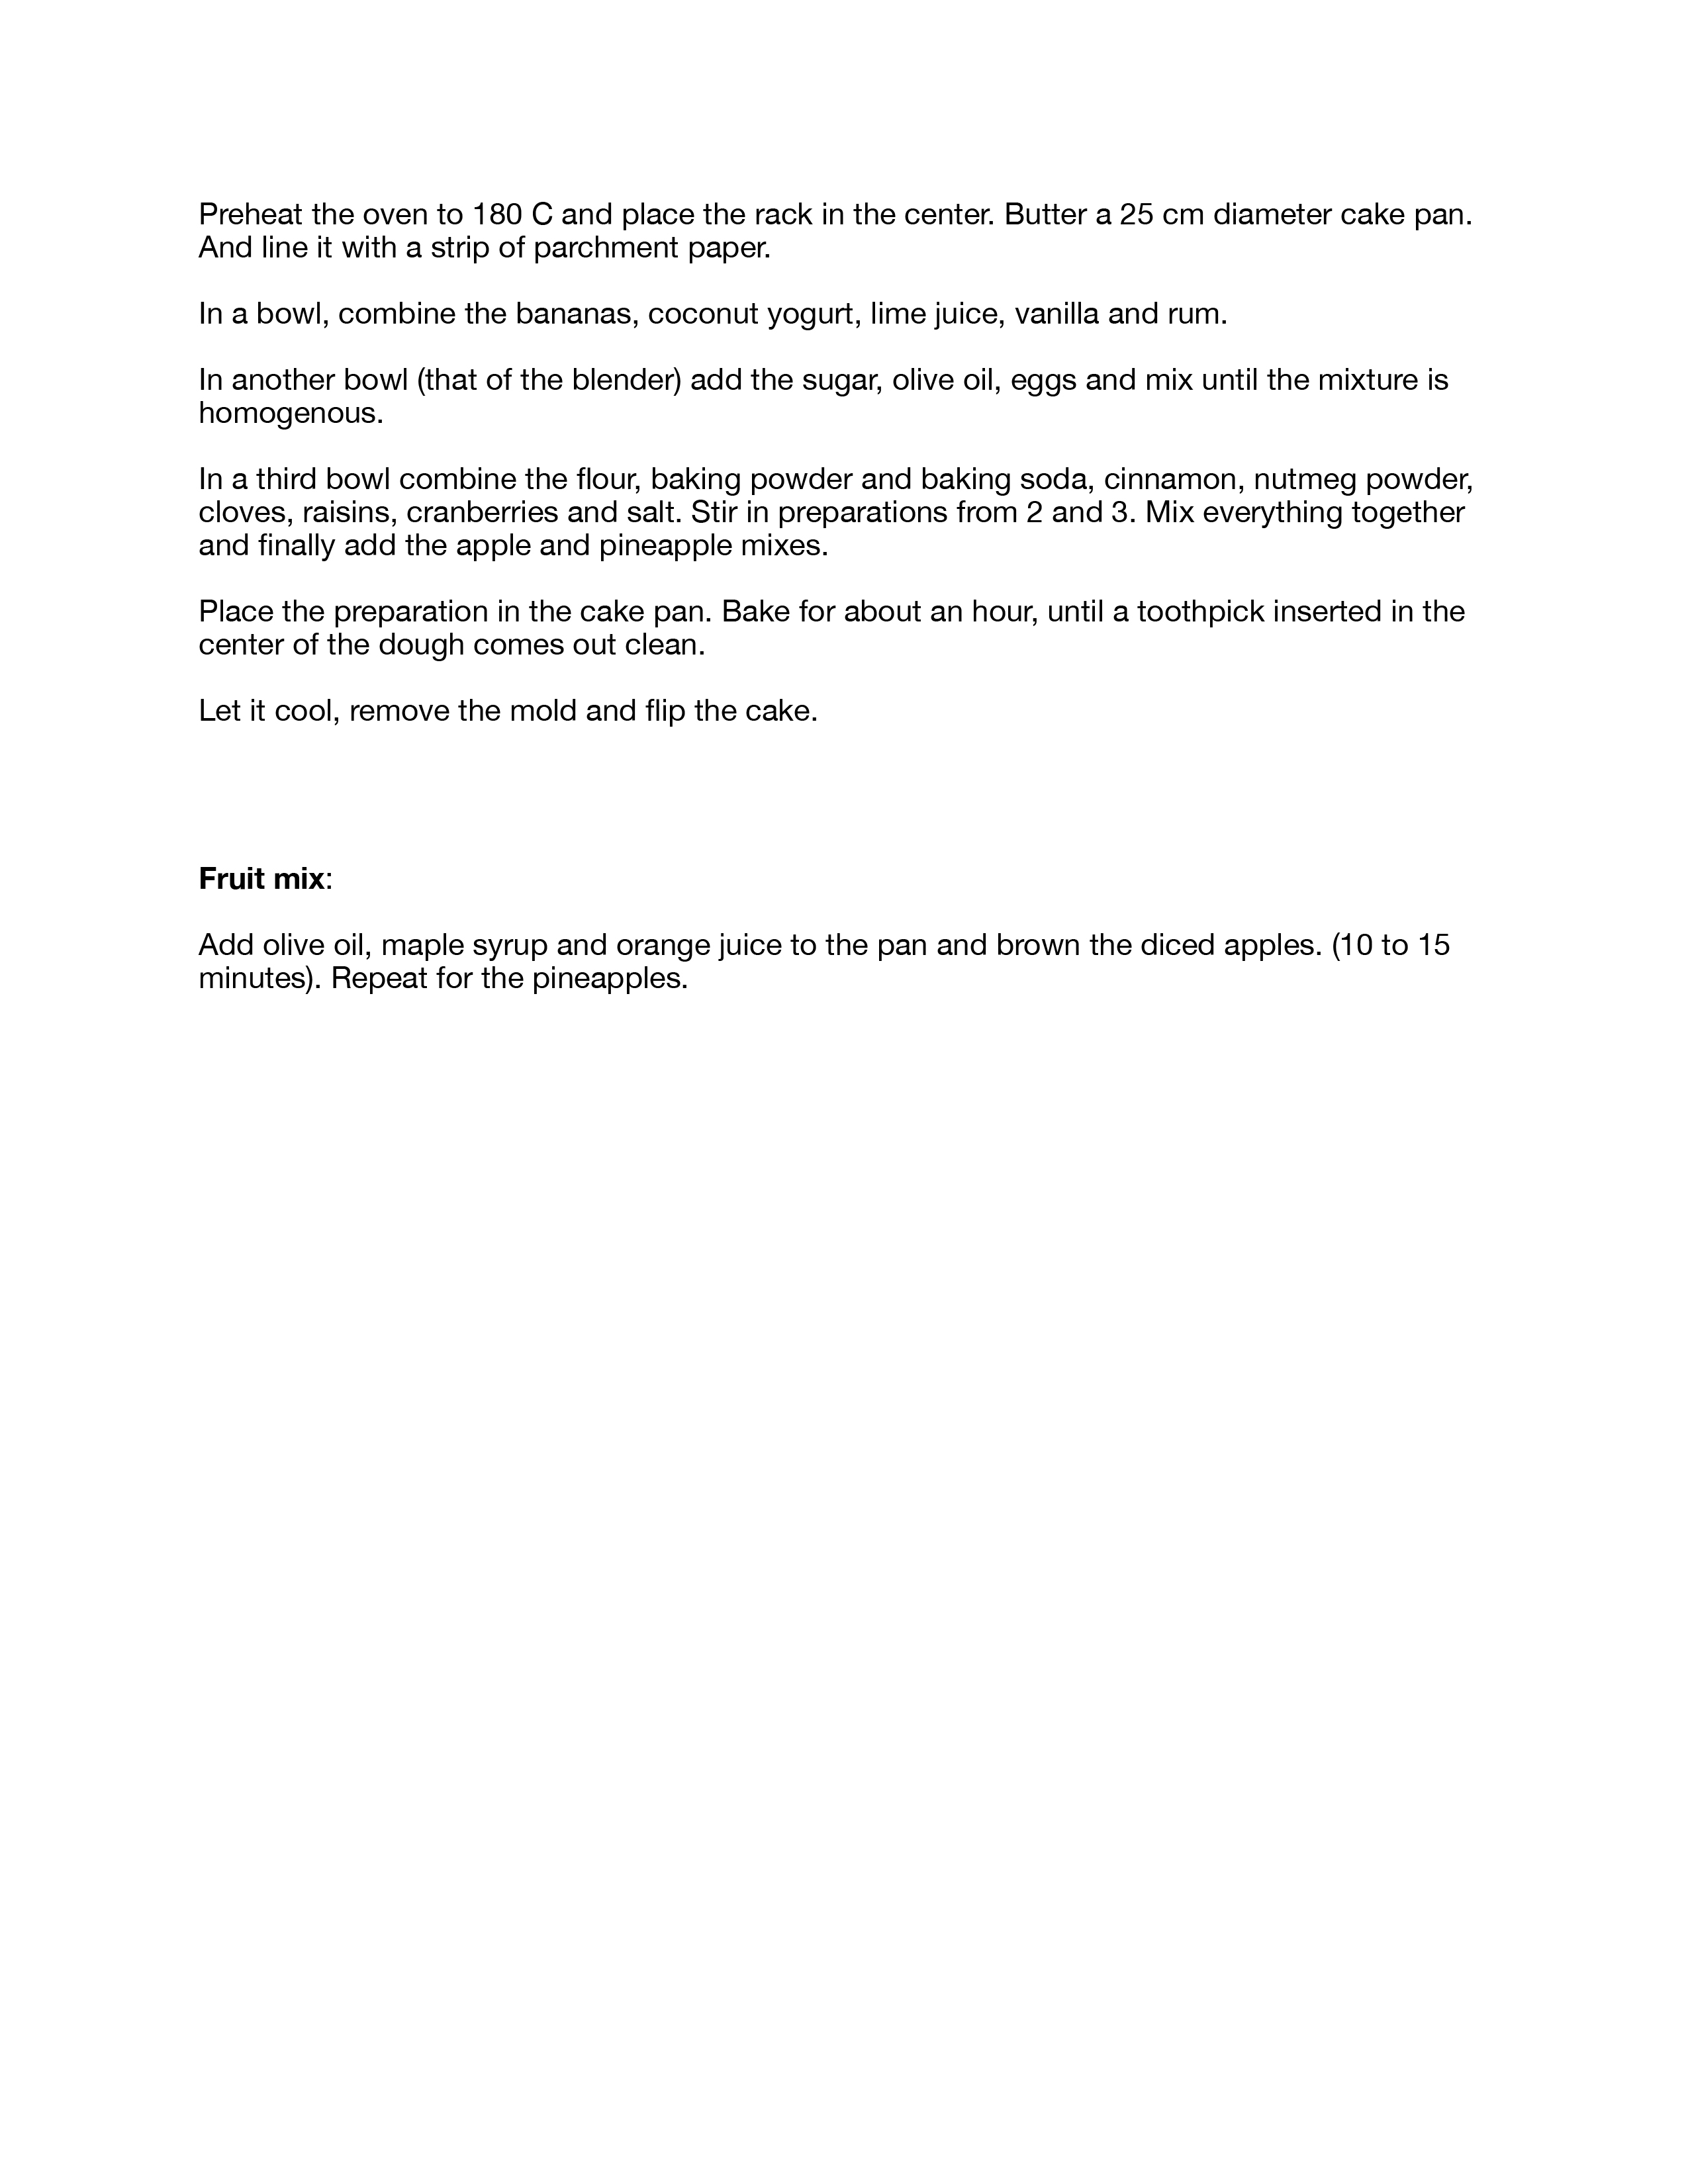 Preheat the oven to 180 C and place the rack in the center. Butter a 25 cm diameter cake pan.
And line it with a strip of parchment paper.
In a bowl, combine the bananas, coconut yogurt, lime juice, vanilla and rum.
In another bowl (that of the blender) add the sugar, olive oil, eggs and mix until the mixture is
homogenous.
In a third bowl combine the flour, baking powder and baking soda, cinnamon, nutmeg powder,
cloves, raisins, cranberries and salt. Stir in preparations from 2 and 3. Mix everything together
and finally add the apple and pineapple mixes.
Place the preparation in the cake pan. Bake for about an hour, until a toothpick inserted in the
center of the dough comes out clean.
Let it cool, remove the mold and flip the cake.
Fruit mix:
Add olive oil, maple syrup and orange juice to the pan and brown the diced apples. (10 to 15
minutes). Repeat for the pineapples.